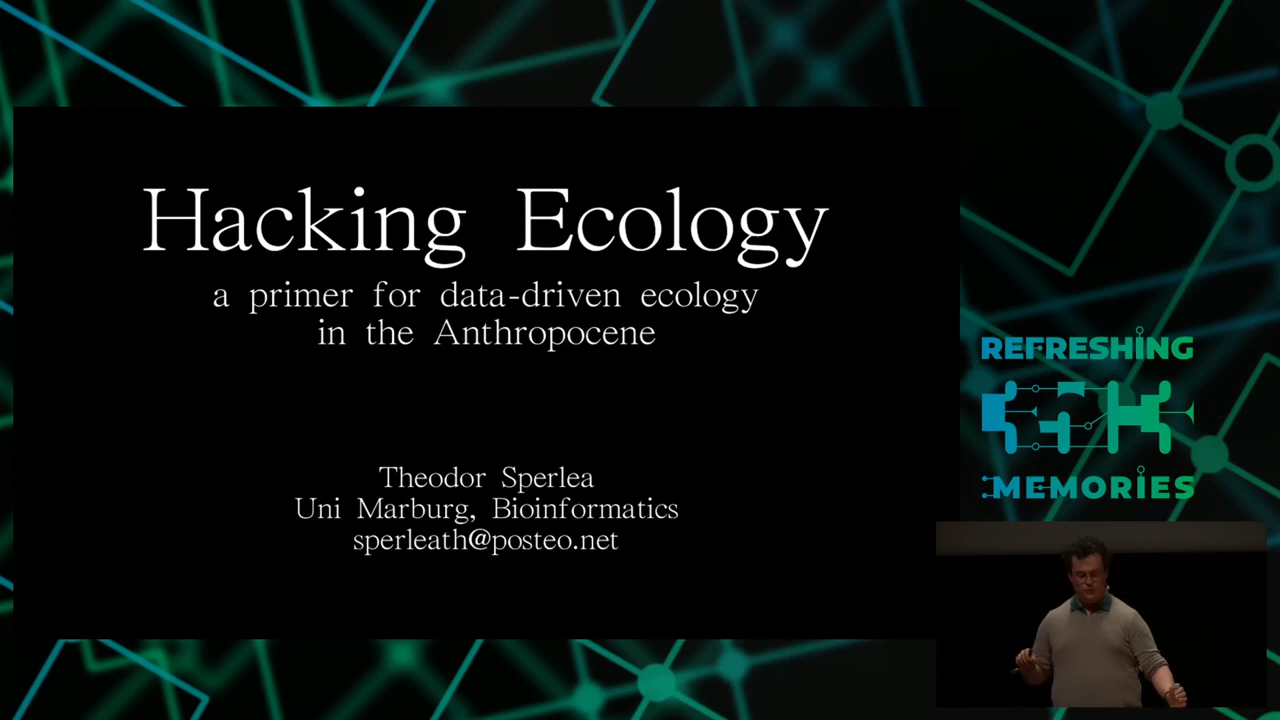 Hacking Ecology
a primer for data-driven ecology
in the Anthropocene
Theodor Sperlea
Uni Marburg, Bioinformatics
sperleath@posteo.net
REFRESHING
MEMORIES